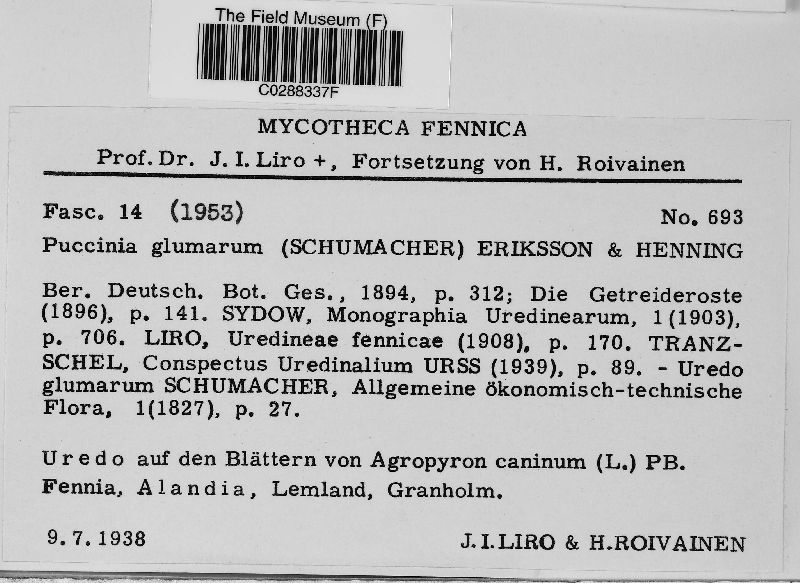 The Field Museum (F)
C0288337F
MYCOTHECA FENNICA
Prof. Dr. J. I. Liro +, Fortsetzung von H. Roivainen
Fasc. 14 (1953)
No. 693
Puccinia glumarum (SCHUMACHER) ERIKSSON & HENNING
Ber. Deutsch. Bot. Ges., 1894, p. 312; Die Getreideroste
(1896), p. 141. SYDOW, Monographia Uredinearum, 1 (1903),
p. 706. LIRO, Uredineae fennicae (1908), p. 170. TRANZ-
SCHEL, Conspectus Uredinalium URSS (1939), p. 89. - Uredo
glumarum SCHUMACHER, Allgemeine ökonomisch-technische
Flora, 1(1827), p. 27.
Uredo auf den Blättern von Agropyron caninum (L.) PB.
Fennia, Alandia, Lemland, Granholm.
9. 7. 1938
J. I. LIRO & H. ROIVAINEN